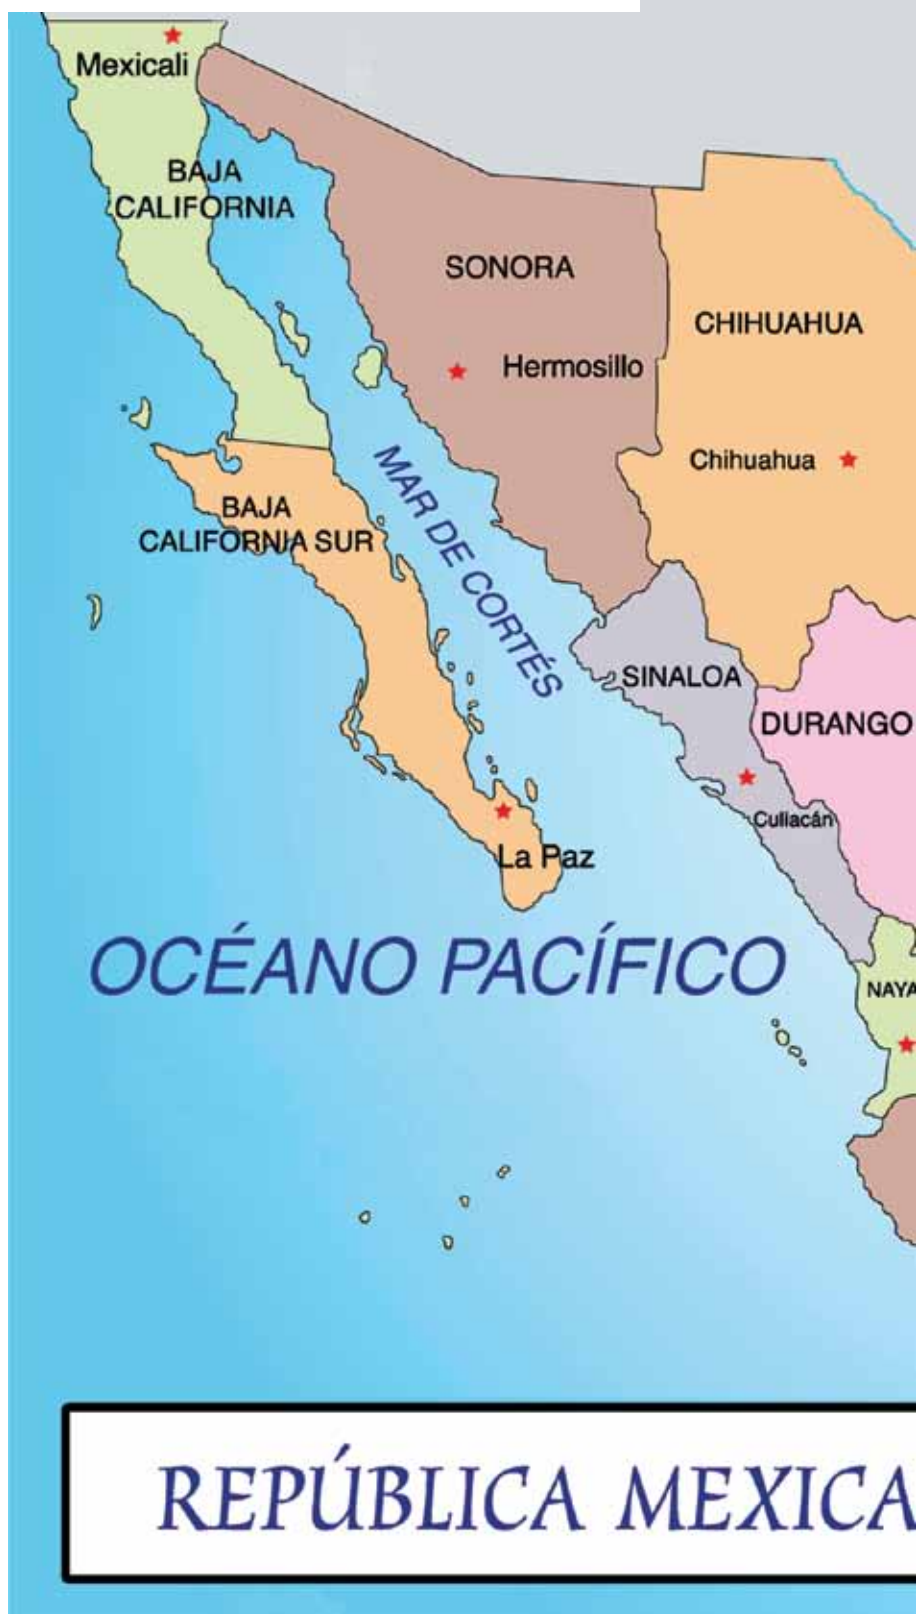 Mexicali
BAJA
CALIFORNIA
SONORA
CHIHUAHUA
Hermosillo
Chihuahua
MAR DE CORTÉS
BAJA
CALIFORNIA SUR
SINALOA
DURANGO
Culiacán
La Paz
OCÉANO PACÍFICO
NAYA
REPÚBLICA MEXICA